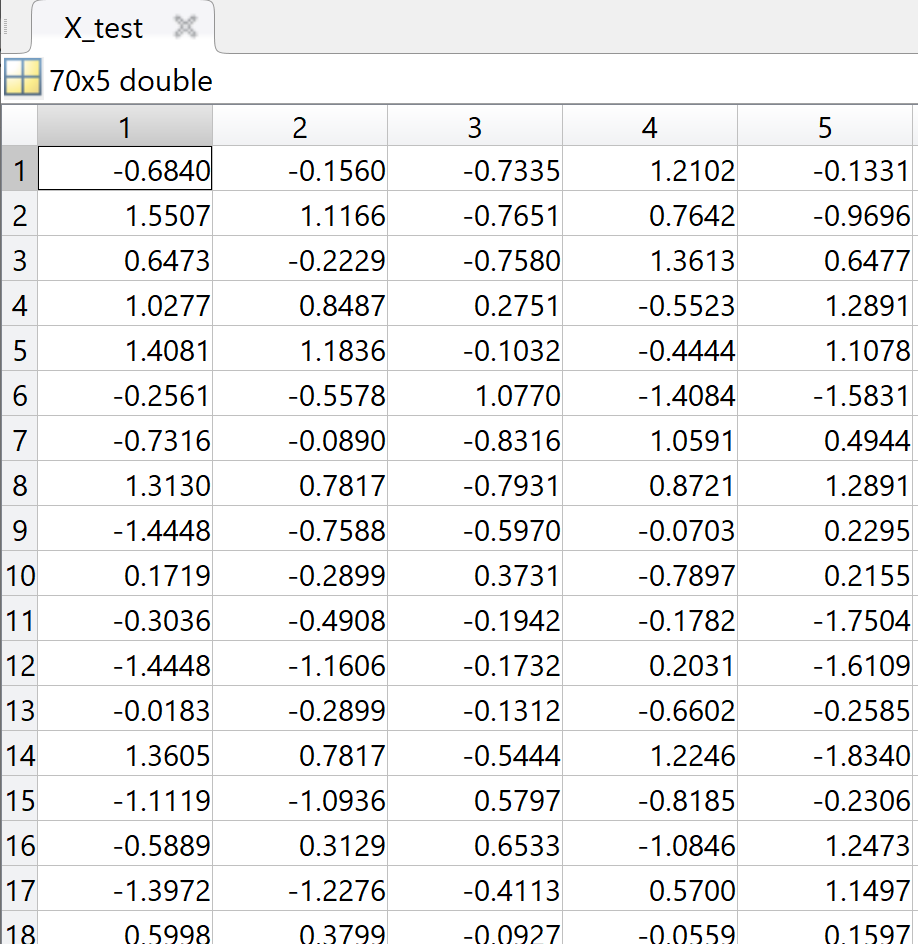 X_test
70x5 double
1 2 3 4 5
1 -0.6840 -0.1560 -0.7335 1.2102 -0.1331
2 1.5507 1.1166 -0.7651 0.7642 -0.9696
3 0.6473 -0.2229 -0.7580 1.3613 0.6477
4 1.0277 0.8487 0.2751 -0.5523 1.2891
5 1.4081 1.1836 -0.1032 -0.4444 1.1078
6 -0.2561 -0.5578 1.0770 -1.4084 -1.5831
7 -0.7316 -0.0890 -0.8316 1.0591 0.4944
8 1.3130 0.7817 -0.7931 0.8721 1.2891
9 -1.4448 -0.7588 -0.5970 -0.0703 0.2295
10 0.1719 -0.2899 0.3731 -0.7897 0.2155
11 -0.3036 -0.4908 -0.1942 -0.1782 -1.7504
12 -1.4448 -1.1606 -0.1732 0.2031 -1.6109
13 -0.0183 -0.2899 -0.1312 -0.6602 -0.2585
14 1.3605 0.7817 -0.5444 1.2246 -1.8340
15 -1.1119 -1.0936 0.5797 -0.8185 -0.2306
16 -0.5889 0.3129 0.6533 -1.0846 1.2473
17 -1.3972 -1.2276 -0.4113 0.5700 1.1497
18 0.5998 0.3799 -0.0927 -0.0559 0.1597